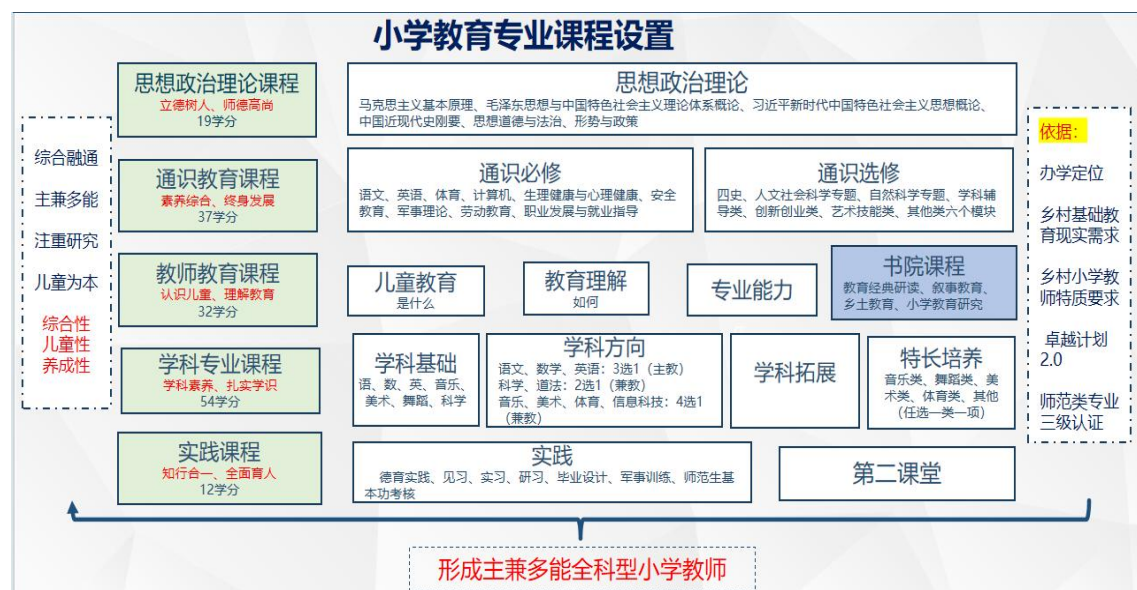 小学教育专业课程设置
综合融通
主兼多能
注重研究
儿童为本
综合性
儿童性
养成性
思想政治理论课程
立德树人、师德高尚
19学分
思想政治理论
马克思主义基本原理、毛泽东思想与中国特色社会主义理论体系概论、习近平新时代中国特色社会主义思想概论、
中国近现代史刚要、思想道德与法治、形势与政策
通识教育课程
素养综合、终身发展
37学分
通识必修
语文、英语、体育、计算机、生理健康与心理健康、安全
教育、军事理论、劳动教育、职业发展与就业指导
通识选修
四史、人文社会科学专题、自然科学专题、学科辅
导类、创新创业类、艺术技能类、其他类六个模块
教师教育课程
认识儿童、理解教育
32学分
儿童教育
是什么
教育理解
如何
专业能力
书院课程
教育经典研读、叙事教育、
乡土教育、小学教育研究
学科专业课程
学科素养、扎实学识
54学分
学科基础
语、数、英、音乐、
美术、舞蹈、科学
学科方向
语文、数学、英语：3选1（主教）
科学、道法：2选1（兼教）
音乐、美术、体育、信息科技：4选1
（兼教）
学科拓展
特长培养
音乐类、舞蹈类、美
术类、体育类、其他
（任选一类一项）
实践课程
知行合一、全面育人
12学分
实践
德育实践、见习、实习、研习、毕业设计、军事训练、师范生基
本功考核
第二课堂
依据：
办学定位
乡村基础教
育现实需求
乡村小学教
师特质要求
卓越计划
2.0
师范类专业
三级认证
形成主兼多能全科型小学教师